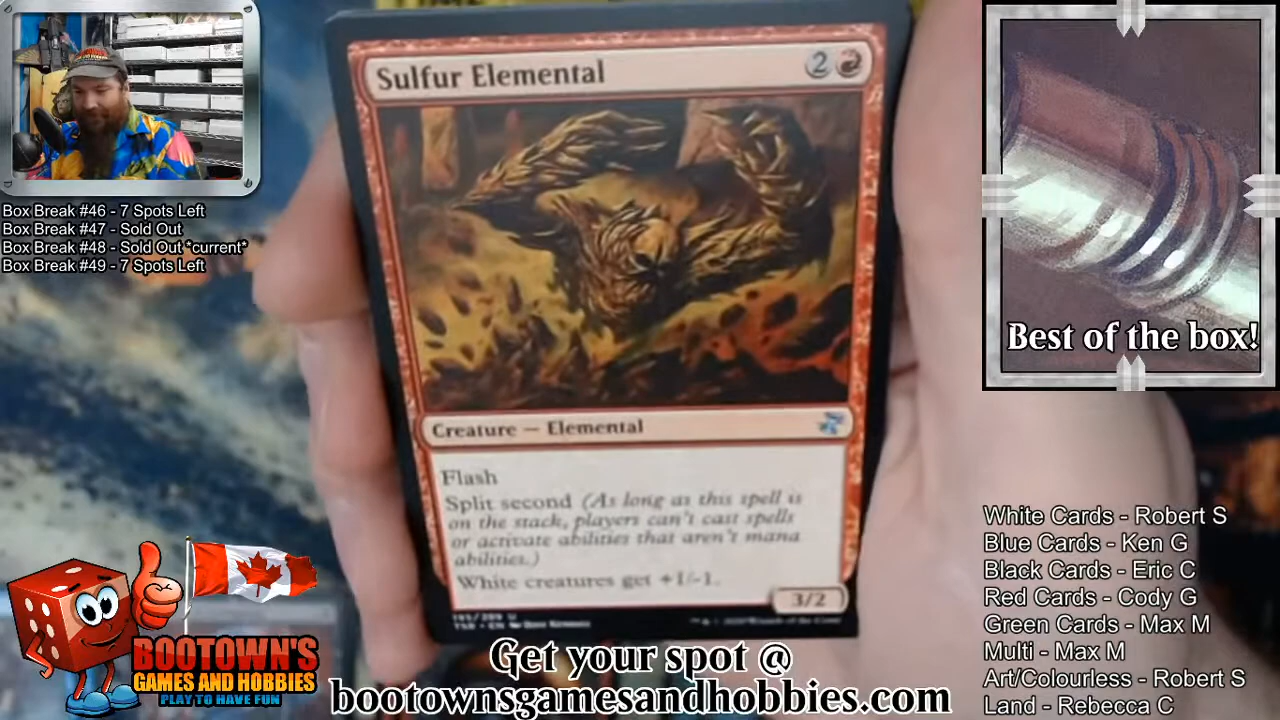 Box Break #46 - 7 Spots Left
Box Break #47 - Sold Out
Box Break #48 - Sold Out *current*
Box Break #49 - 7 Spots Left
Sulfur Elemental 2
Creature — Elemental
Flash
Split second (As long as this spell is
on the stack, players can't cast spells
or activate abilities that aren't mana
abilities.)
White creatures get +1/-1.
3/2
Best of the box!
White Cards - Robert S
Blue Cards - Ken G
Black Cards - Eric C
Red Cards - Cody G
Green Cards - Max M
Multi - Max M
Art/Colourless - Robert S
Land - Rebecca C
BOOTOWN'S
GAMES AND HOBBIES
PLAY TO HAVE FUN
Get your spot @
bootownsgamesandhobbies.com